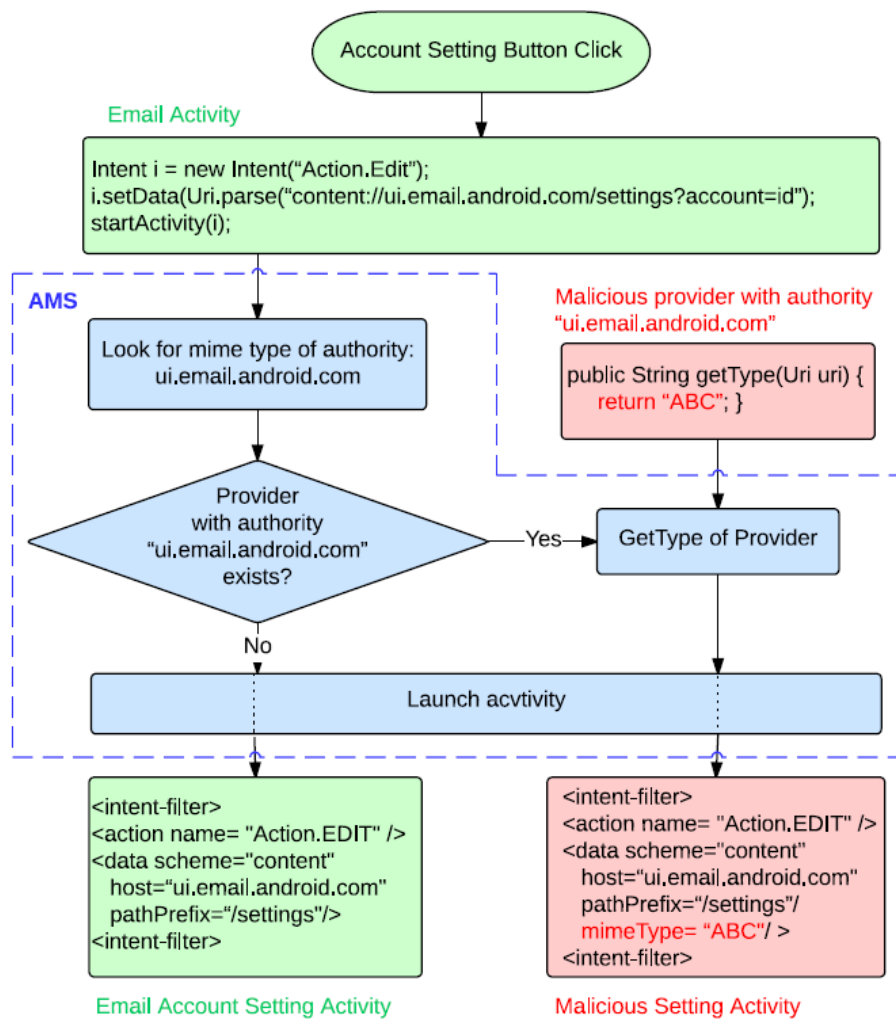 Account Setting Button Click
Email Activity
Intent i = new Intent(“Action.Edit”);
i.setData(Uri.parse(“content://ui.email.android.com/settings?account=id”);
startActivity(i);
AMS
Look for mime type of authority:
ui.email.android.com
Malicious provider with authority
“ui.email.android.com”
public String getType(Uri uri) {
return “ABC”; }
Provider
with authority
“ui.email.android.com”
exists?
Yes
GetType of Provider
No
Launch acvtivity
<intent-filter>
<action name= "Action.EDIT" />
<data scheme="content"
host=“ui.email.android.com"
pathPrefix=“/settings”/>
<intent-filter>
Email Account Setting Activity
<intent-filter>
<action name= "Action.EDIT" />
<data scheme="content"
host=“ui.email.android.com"
pathPrefix=“/settings”/
mimeType= “ABC”/ >
<intent-filter>
Malicious Setting Activity